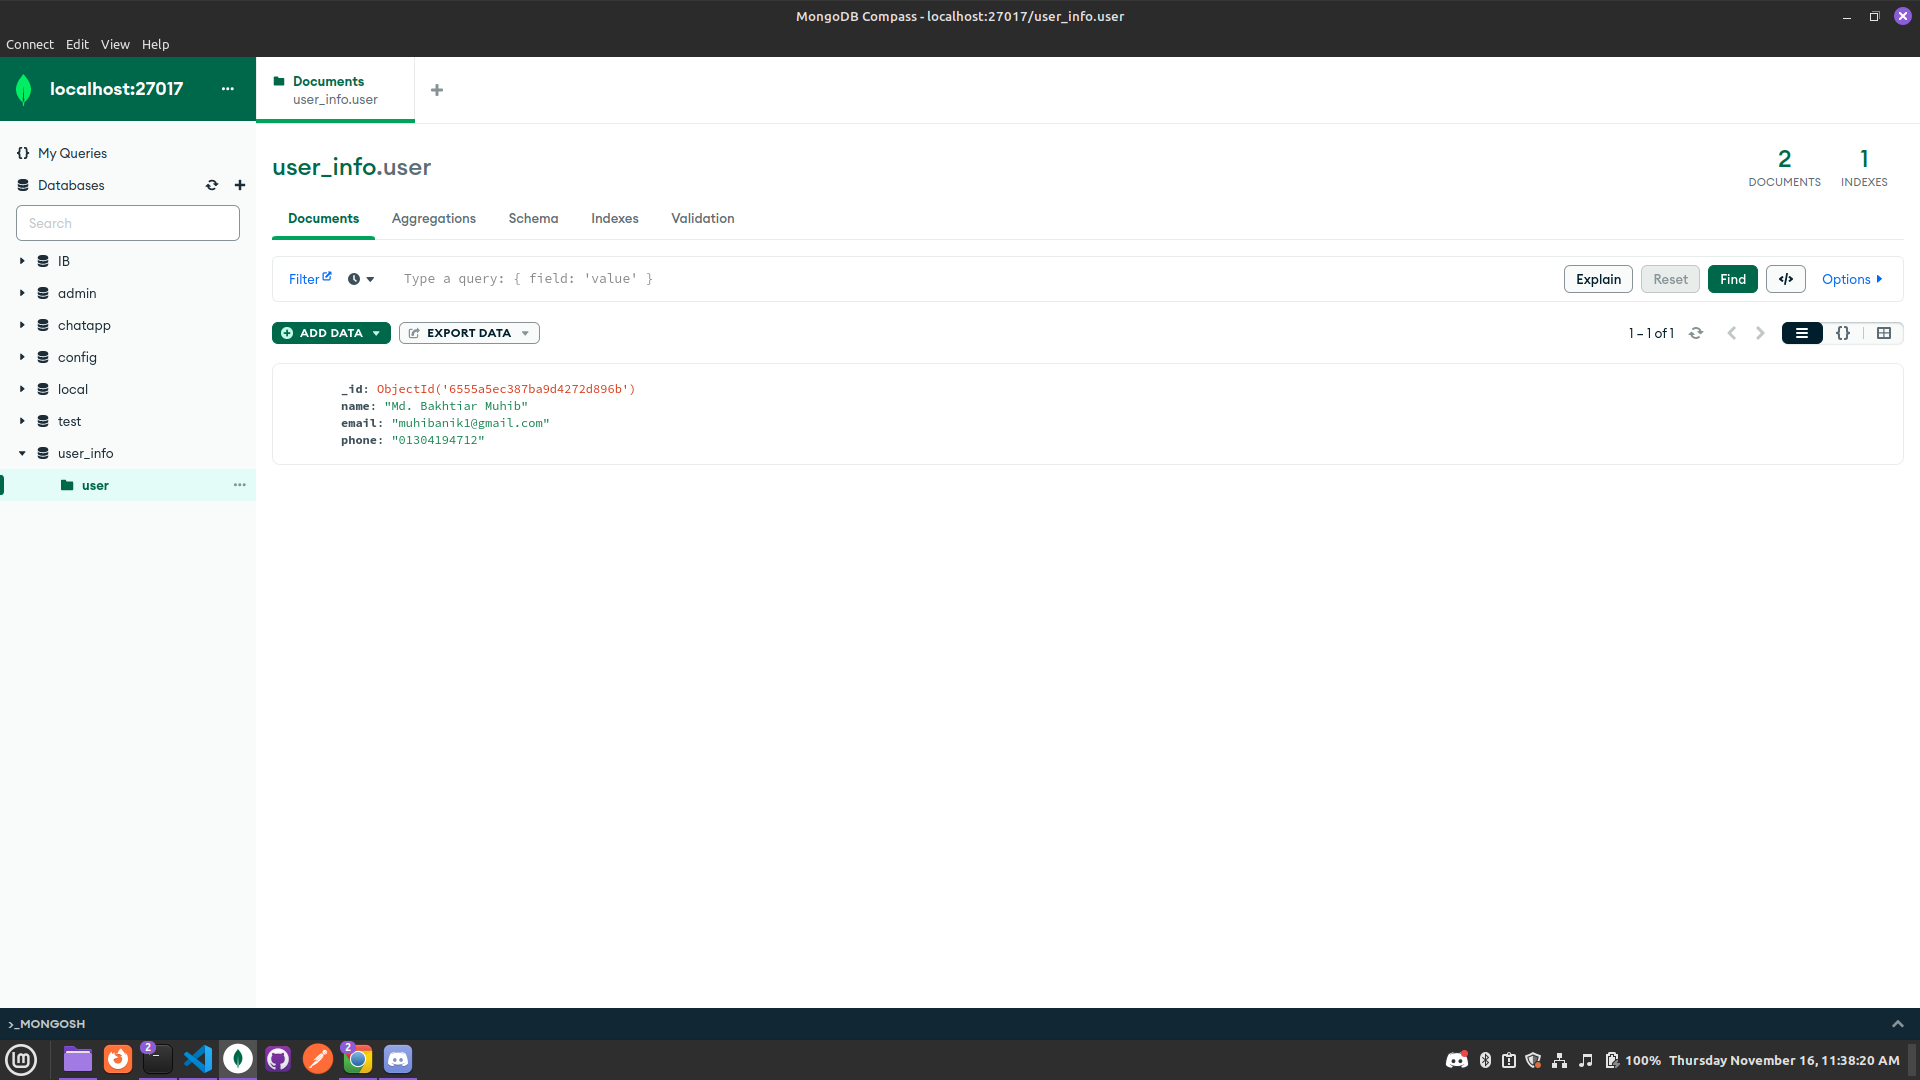 MongoDB Compass - localhost:27017/user_info.user
Connect Edit View Help
localhost:27017 ...
Documents
user_info.user
My Queries
Databases
Search
IB
admin
chatapp
config
local
test
user_info
user ...
user_info.user
2 DOCUMENTS
1 INDEXES
Documents Aggregations Schema Indexes Validation
Filter Type a query: { field: 'value' } Explain Reset Find </> Options
ADD DATA EXPORT DATA 1 – 1 of 1 {}
_id: ObjectId('6555a5ec387ba9d4272d896b')
name: "Md. Bakhtiar Muhib"
email: "muhibanik1@gmail.com"
phone: "01304194712"
>_MONGOSH
2 2 100% Thursday November 16, 11:38:20 AM